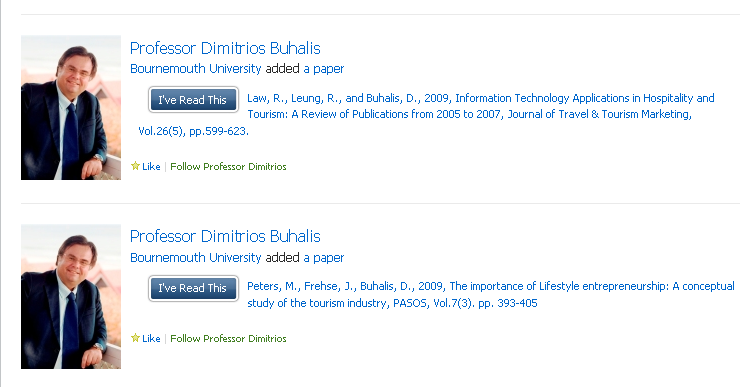 Professor Dimitrios Buhalis
Bournemouth University added a paper
I've Read This
Law, R., Leung, R., and Buhalis, D., 2009, Information Technology Applications in Hospitality and
Tourism: A Review of Publications from 2005 to 2007, Journal of Travel & Tourism Marketing,
Vol.26(5), pp.599-623.
Like | Follow Professor Dimitrios
Professor Dimitrios Buhalis
Bournemouth University added a paper
I've Read This
Peters, M., Frehse, J., Buhalis, D., 2009, The importance of Lifestyle entrepreneurship: A conceptual
study of the tourism industry, PASOS, Vol.7(3). pp. 393-405
Like | Follow Professor Dimitrios